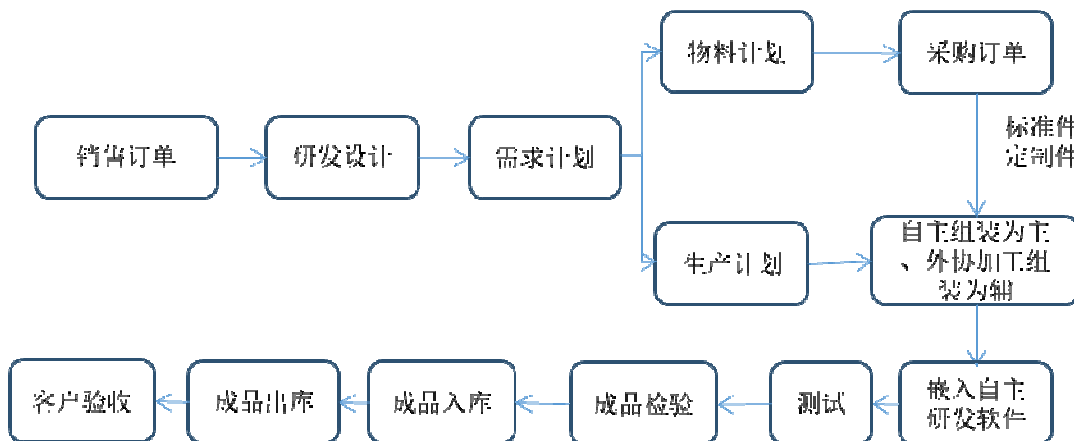 物料计划
采购订单
标准件
定制件
销售订单
研发设计
需求计划
生产计划
自主组装为主
、外协加工组
装为辅
嵌入自主
研发软件
测试
成品检验
成品入库
成品出库
客户验收